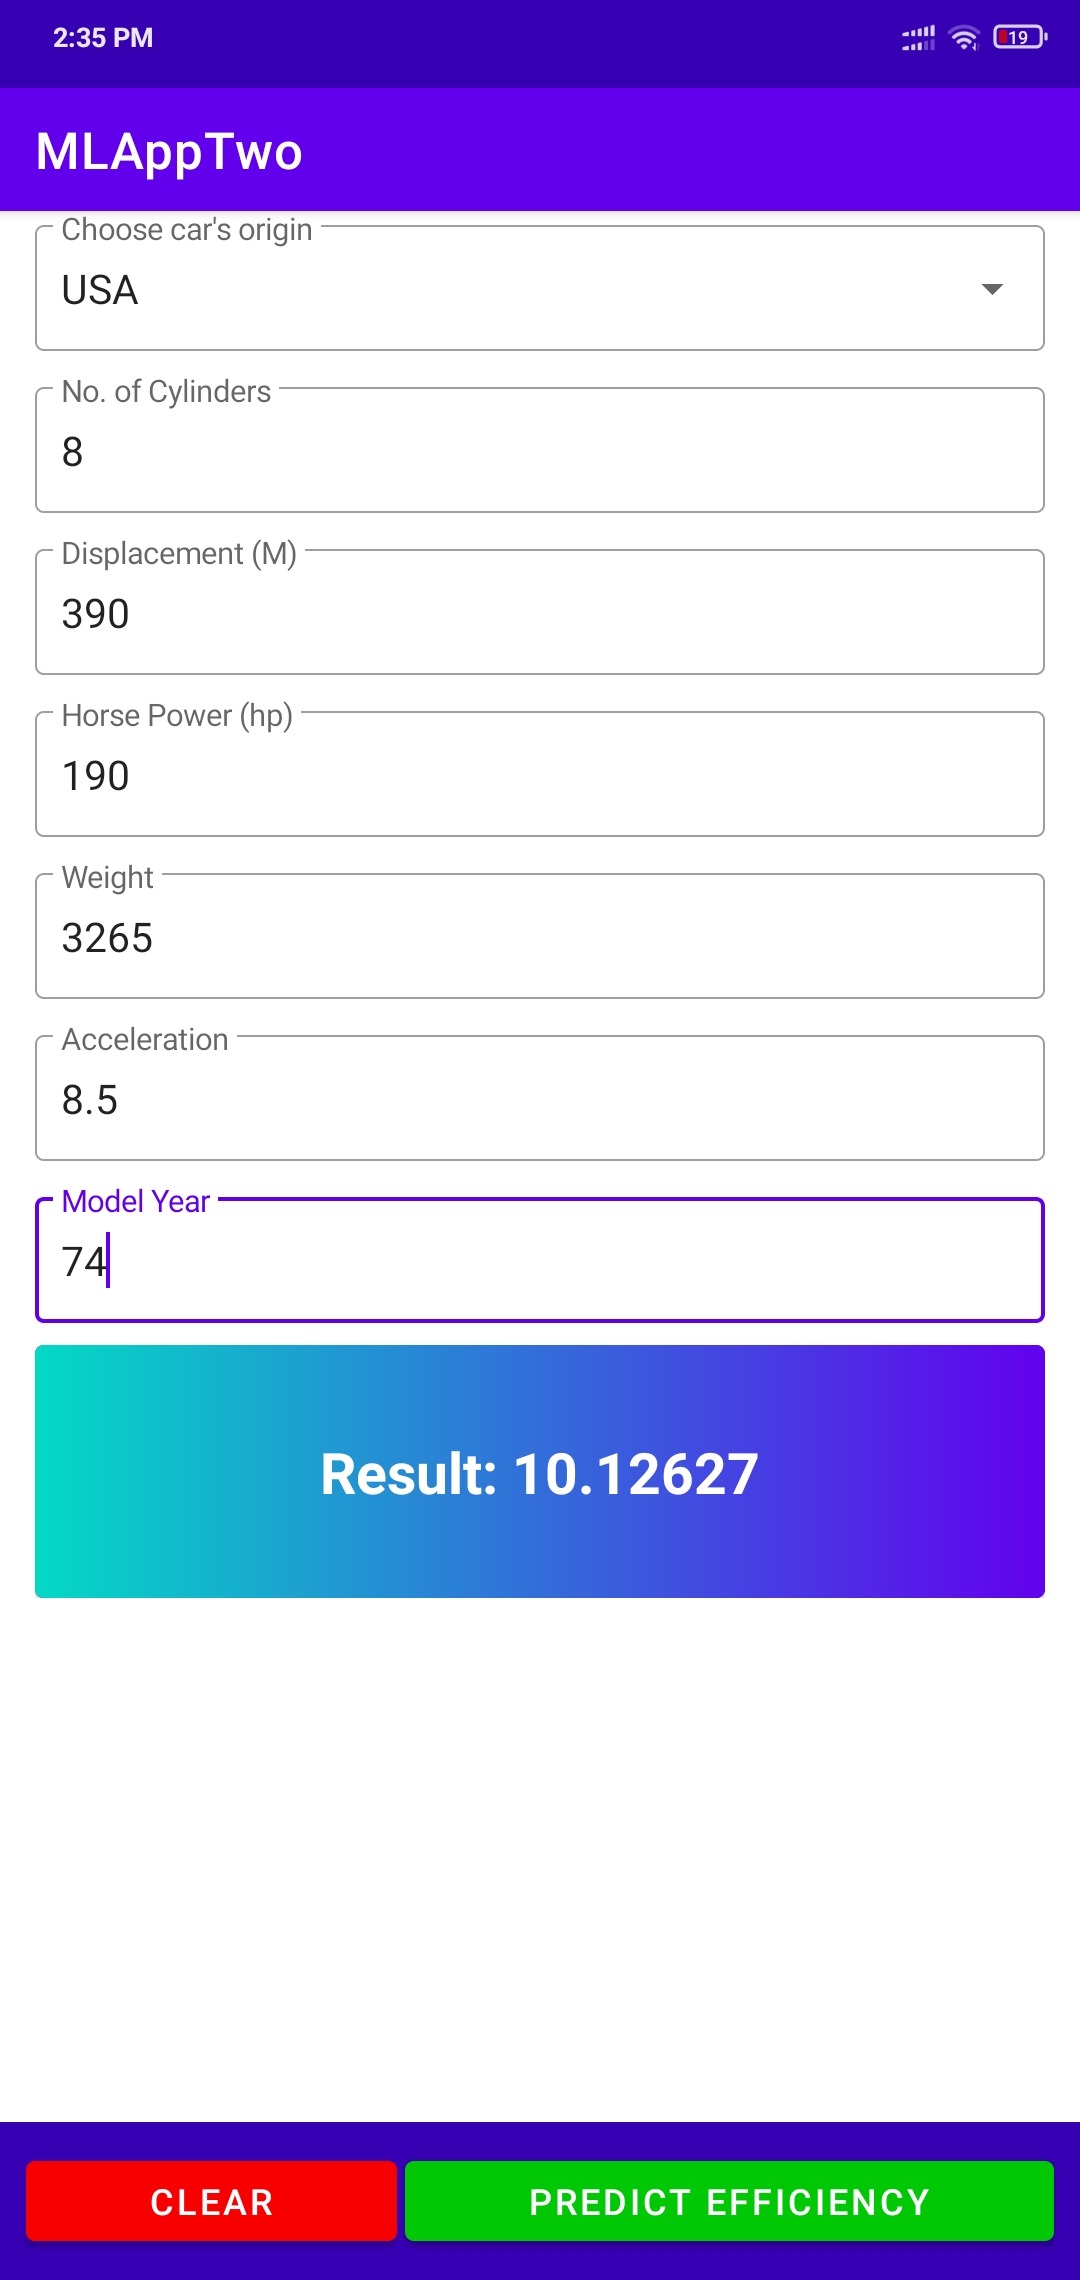 2:35 PM
19
MLAppTwo
Choose car's origin
USA
No. of Cylinders
8
Displacement (M)
390
Horse Power (hp)
190
Weight
3265
Acceleration
8.5
Model Year
74
Result: 10.12627
CLEAR
PREDICT EFFICIENCY